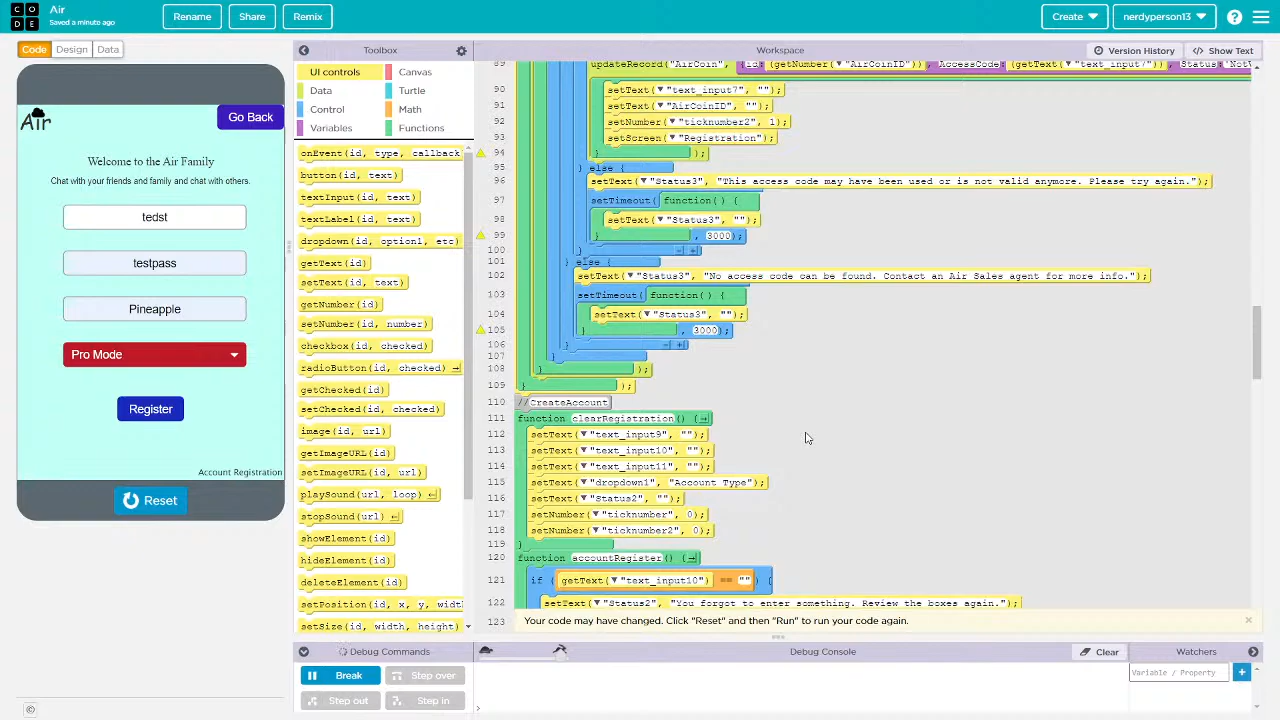 CODE
Air
Saved a minute ago
Rename
Share
Remix
Create
nerdyperson13
?
Code
Design
Data
Toolbox
Workspace
Version History
Show Text
Air
Go Back
Welcome to the Air Family
Chat with your friends and family and chat with others.
tedst
testpass
Pineapple
Pro Mode
Register
Account Registration
Reset
UI controls
Canvas
Data
Turtle
Control
Math
Variables
Functions
onEvent(id, type, callback
button(id, text)
textInput(id, text)
textLabel(id, text)
dropdown(id, option1, etc)
getText(id)
setText(id, text)
getNumber(id)
setNumber(id, number)
checkbox(id, checked)
radioButton(id, checked)
getChecked(id)
setChecked(id, checked)
image(id, url)
getImageURL(id)
setImageURL(id, url)
playSound(url, loop)
stopSound(url)
showElement(id)
hideElement(id)
deleteElement(id)
setPosition(id, x, y, width
setSize(id, width, height)
89 updateRecord("AirCoin", {id:(getNumber("AirCoinID")), AccessCode:(getText("text_input7")), Status:"Not
90 setText("text_input7", "");
91 setText("AirCoinID", "");
92 setNumber("ticknumber2", 1);
93 setScreen("Registration");
94 } );
95 } else {
96 setText("Status3", "This access code may have been used or is not valid anymore. Please try again.");
97 setTimeout( function() {
98 setText("Status3", "");
99 } , 3000);
100 }
101 } else {
102 setText("Status3", "No access code can be found. Contact an Air Sales agent for more info.");
103 setTimeout( function() {
104 setText("Status3", "");
105 } , 3000);
106 }
107 }
108 } );
109 } );
110 //CreateAccount
111 function clearRegistration() {
112 setText("text_input9", "");
113 setText("text_input10", "");
114 setText("text_input11", "");
115 setText("dropdown1", "Account Type");
116 setText("Status2", "");
117 setNumber("ticknumber", 0);
118 setNumber("ticknumber2", 0);
119 }
120 function accountRegister() {
121 if ( getText("text_input10") == "" ) {
122 setText("Status2", "You forgot to enter something. Review the boxes again.");
123
Your code may have changed. Click "Reset" and then "Run" to run your code again.
Debug Commands
Debug Console
Clear
Watchers
Break
Step over
Step out
Step in
Variable / Property
+
>